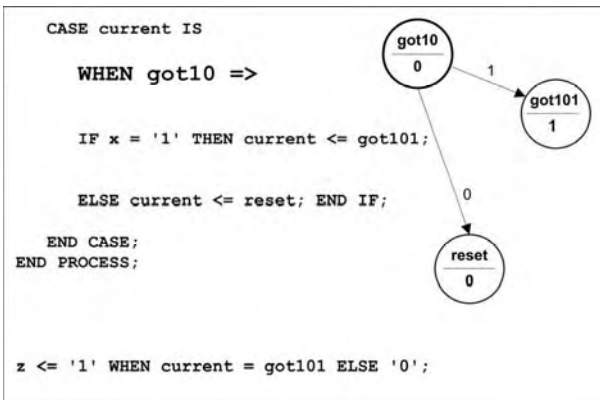 CASE current IS
WHEN got10 =>
IF x = '1' THEN current <= got101;
ELSE current <= reset; END IF;
END CASE;
END PROCESS;
z <= '1' WHEN current = got101 ELSE '0';
got10
0
1
got101
1
0
reset
0